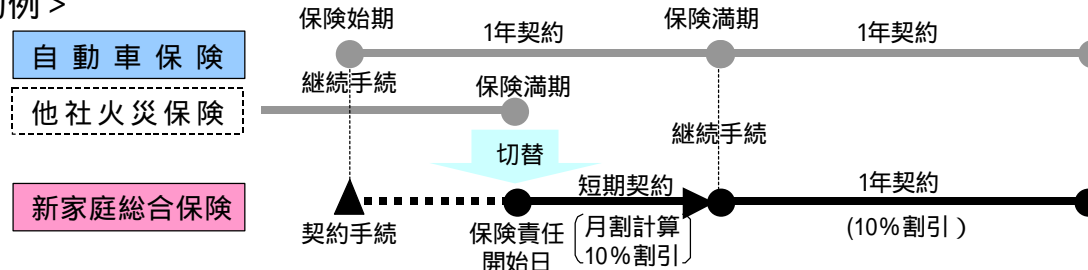 例 >
保険始期
1年契約
保険満期
1年契約
自動車保険
継続手続
保険満期
他社火災保険
継続手続
切替
短期契約
1年契約
新家庭総合保険
契約手続
保険責任
開始日
月割計算
10%割引
(10%割引 )